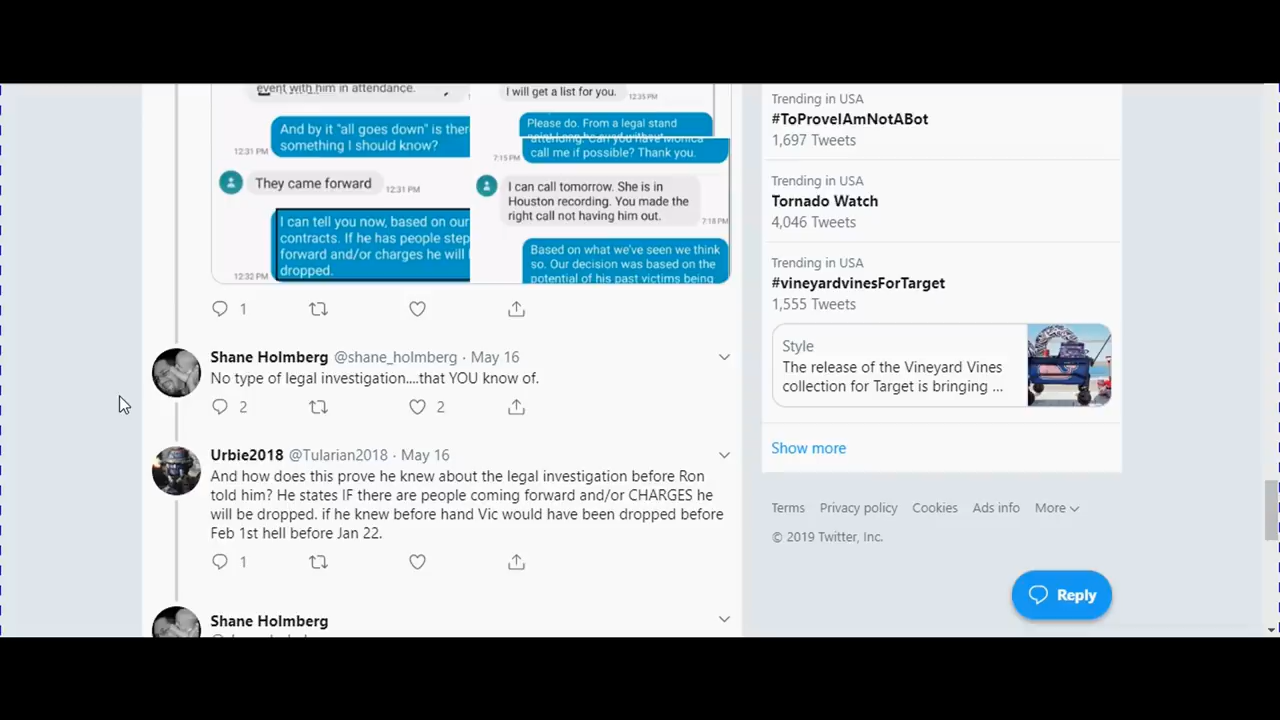 event with him in attendance.
And by it "all goes down" is ther
something I should know?
12:31 PM
They came forward
12:31 PM
I can tell you now, based on our
contracts. If he has people step
forward and/or charges he will
dropped.
12:32 PM
I will get a list for you.
12:35 PM
Please do. From a legal stand
call me if possible? Thank you.
7:15 PM
I can call tomorrow. She is in
Houston recording. You made the
right call not having him out.
7:18 PM
Based on what we've seen we think
so. Our decision was based on the
potential of his past victims being
1
Shane Holmberg @shane_holmberg · May 16
No type of legal investigation....that YOU know of.
2
2
Urbie2018 @Tularian2018 · May 16
And how does this prove he knew about the legal investigation before Ron
told him? He states IF there are people coming forward and/or CHARGES he
will be dropped. if he knew before hand Vic would have been dropped before
Feb 1st hell before Jan 22.
1
Shane Holmberg
Trending in USA
#ToProveIAmNotABot
1,697 Tweets
Trending in USA
Tornado Watch
4,046 Tweets
Trending in USA
#vineyardvinesForTarget
1,555 Tweets
Style
The release of the Vineyard Vines
collection for Target is bringing ...
Show more
Terms Privacy policy Cookies Ads info More
© 2019 Twitter, Inc.
Reply